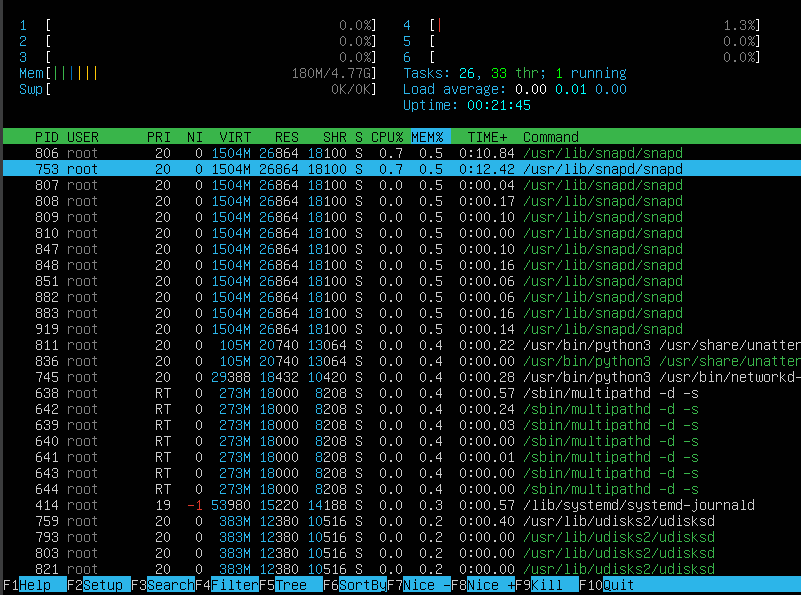 1 [ 0.0%] 4 [| 1.3%]
2 [ 0.0%] 5 [ 0.0%]
3 [ 0.0%] 6 [ 0.0%]
Mem[|||||| 180M/4.77G] Tasks: 26, 33 thr; 1 running
Swp[ 0K/0K] Load average: 0.00 0.01 0.00
Uptime: 00:21:45
PID USER PRI NI VIRT RES SHR S CPU% MEM% TIME+ Command
806 root 20 0 1504M 26864 18100 S 0.7 0.5 0:10.84 /usr/lib/snapd/snapd
753 root 20 0 1504M 26864 18100 S 0.7 0.5 0:12.42 /usr/lib/snapd/snapd
807 root 20 0 1504M 26864 18100 S 0.0 0.5 0:00.04 /usr/lib/snapd/snapd
808 root 20 0 1504M 26864 18100 S 0.0 0.5 0:00.17 /usr/lib/snapd/snapd
809 root 20 0 1504M 26864 18100 S 0.0 0.5 0:00.10 /usr/lib/snapd/snapd
810 root 20 0 1504M 26864 18100 S 0.0 0.5 0:00.00 /usr/lib/snapd/snapd
847 root 20 0 1504M 26864 18100 S 0.0 0.5 0:00.10 /usr/lib/snapd/snapd
848 root 20 0 1504M 26864 18100 S 0.0 0.5 0:00.16 /usr/lib/snapd/snapd
851 root 20 0 1504M 26864 18100 S 0.0 0.5 0:00.06 /usr/lib/snapd/snapd
882 root 20 0 1504M 26864 18100 S 0.0 0.5 0:00.06 /usr/lib/snapd/snapd
883 root 20 0 1504M 26864 18100 S 0.0 0.5 0:00.16 /usr/lib/snapd/snapd
919 root 20 0 1504M 26864 18100 S 0.0 0.5 0:00.14 /usr/lib/snapd/snapd
811 root 20 0 105M 20740 13064 S 0.0 0.4 0:00.22 /usr/bin/python3 /usr/share/unatter
836 root 20 0 105M 20740 13064 S 0.0 0.4 0:00.00 /usr/bin/python3 /usr/share/unatter
745 root 20 0 29388 18432 10420 S 0.0 0.4 0:00.28 /usr/bin/python3 /usr/bin/networkd-
638 root RT 0 273M 18000 8208 S 0.0 0.4 0:00.57 /sbin/multipathd -d -s
642 root RT 0 273M 18000 8208 S 0.0 0.4 0:00.24 /sbin/multipathd -d -s
639 root RT 0 273M 18000 8208 S 0.0 0.4 0:00.03 /sbin/multipathd -d -s
640 root RT 0 273M 18000 8208 S 0.0 0.4 0:00.00 /sbin/multipathd -d -s
641 root RT 0 273M 18000 8208 S 0.0 0.4 0:00.01 /sbin/multipathd -d -s
643 root RT 0 273M 18000 8208 S 0.0 0.4 0:00.00 /sbin/multipathd -d -s
644 root RT 0 273M 18000 8208 S 0.0 0.4 0:00.00 /sbin/multipathd -d -s
414 root 19 -1 53980 15220 14188 S 0.0 0.3 0:00.57 /lib/systemd/systemd-journald
759 root 20 0 383M 12380 10516 S 0.0 0.2 0:00.40 /usr/lib/udisks2/udisksd
793 root 20 0 383M 12380 10516 S 0.0 0.2 0:00.00 /usr/lib/udisks2/udisksd
803 root 20 0 383M 12380 10516 S 0.0 0.2 0:00.00 /usr/lib/udisks2/udisksd
821 root 20 0 383M 12380 10516 S 0.0 0.2 0:00.00 /usr/lib/udisks2/udisksd
F1Help F2Setup F3SearchF4FilterF5Tree F6SortByF7Nice -F8Nice +F9Kill F10Quit